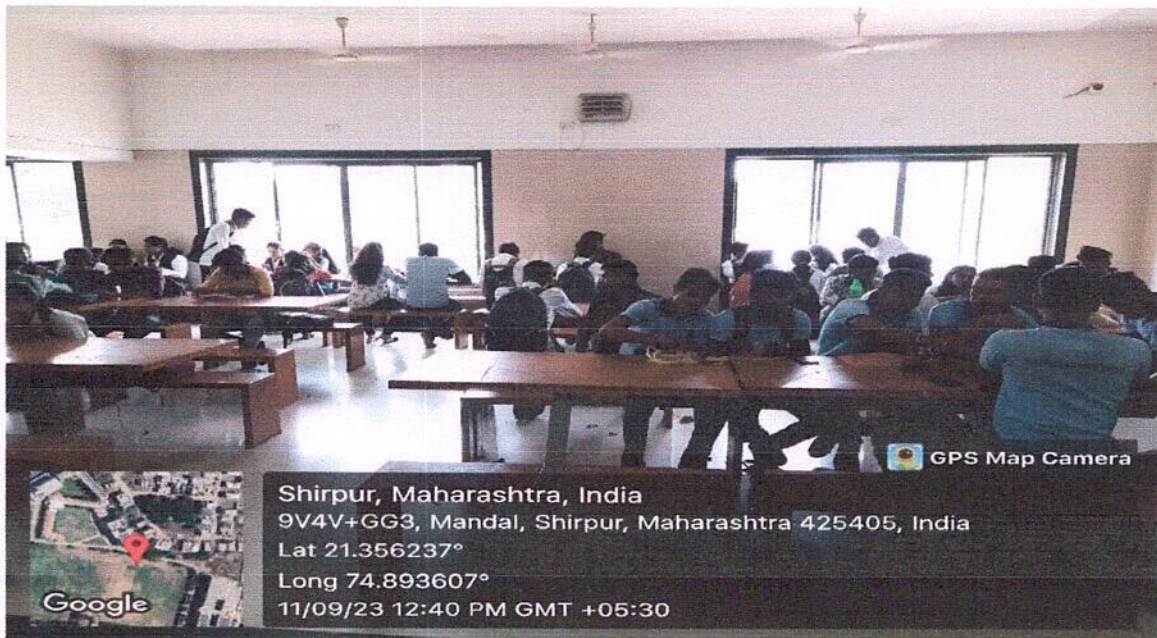 GPS Map Camera
Shirpur, Maharashtra, India
9V4V+GG3, Mandal, Shirpur, Maharashtra 425405, India
Lat 21.356237°
Long 74.893607°
11/09/23 12:40 PM GMT +05:30
Google